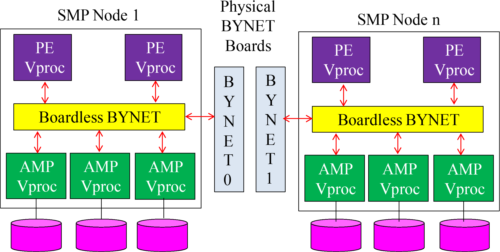 SMP Node 1
PE
Vproc
PE
Vproc
Boardless BYNET
AMP
Vproc
AMP
Vproc
AMP
Vproc
Physical
BYNET
Boards
B
Y
N
E
T
0
B
Y
N
E
T
1
SMP Node n
PE
Vproc
PE
Vproc
Boardless BYNET
AMP
Vproc
AMP
Vproc
AMP
Vproc